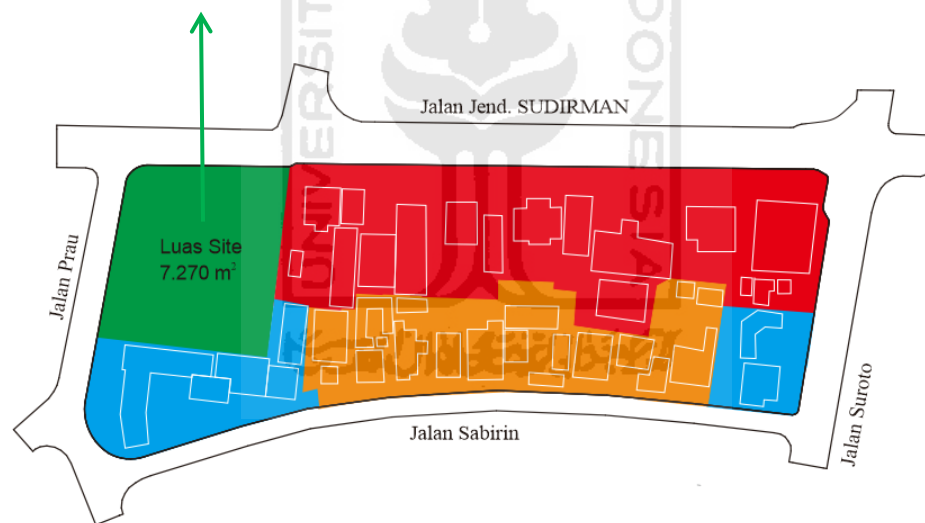 Jalan Jend. SUDIRMAN
Luas Site
7.270 m²
Jalan Prau
Jalan Sabirin
Jalan Suroto